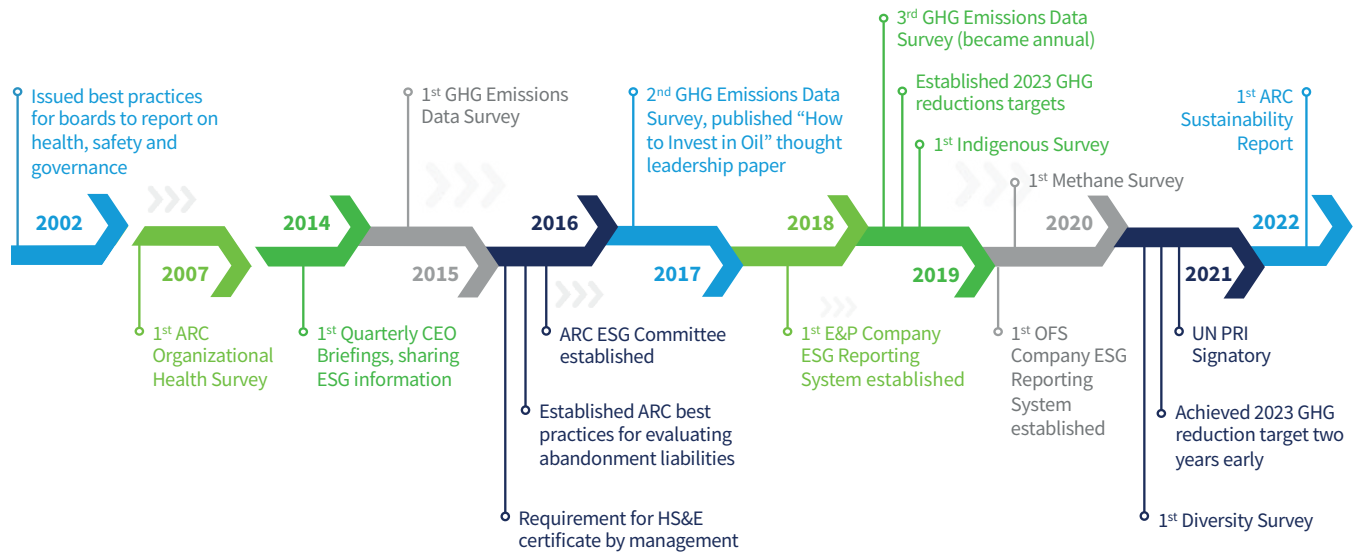 Issued best practices
for boards to report on
health, safety and
governance
2002
2007
1st ARC
Organizational
Health Survey
2014
1st Quarterly CEO
Briefings, sharing
ESG information
1st GHG Emissions
Data Survey
2015
2016
ARC ESG Committee
established
Established ARC best
practices for evaluating
abandonment liabilities
Requirement for HS&E
certificate by management
2nd GHG Emissions Data
Survey, published “How
to Invest in Oil” thought
leadership paper
2017
2018
1st E&P Company
ESG Reporting
System established
3rd GHG Emissions Data
Survey (became annual)
Established 2023 GHG
reductions targets
1st Indigenous Survey
2019
1st Methane Survey
2020
1st OFS
Company ESG
Reporting
System
established
2021
UN PRI
Signatory
Achieved 2023 GHG
reduction target two
years early
1st Diversity Survey
1st ARC
Sustainability
Report
2022